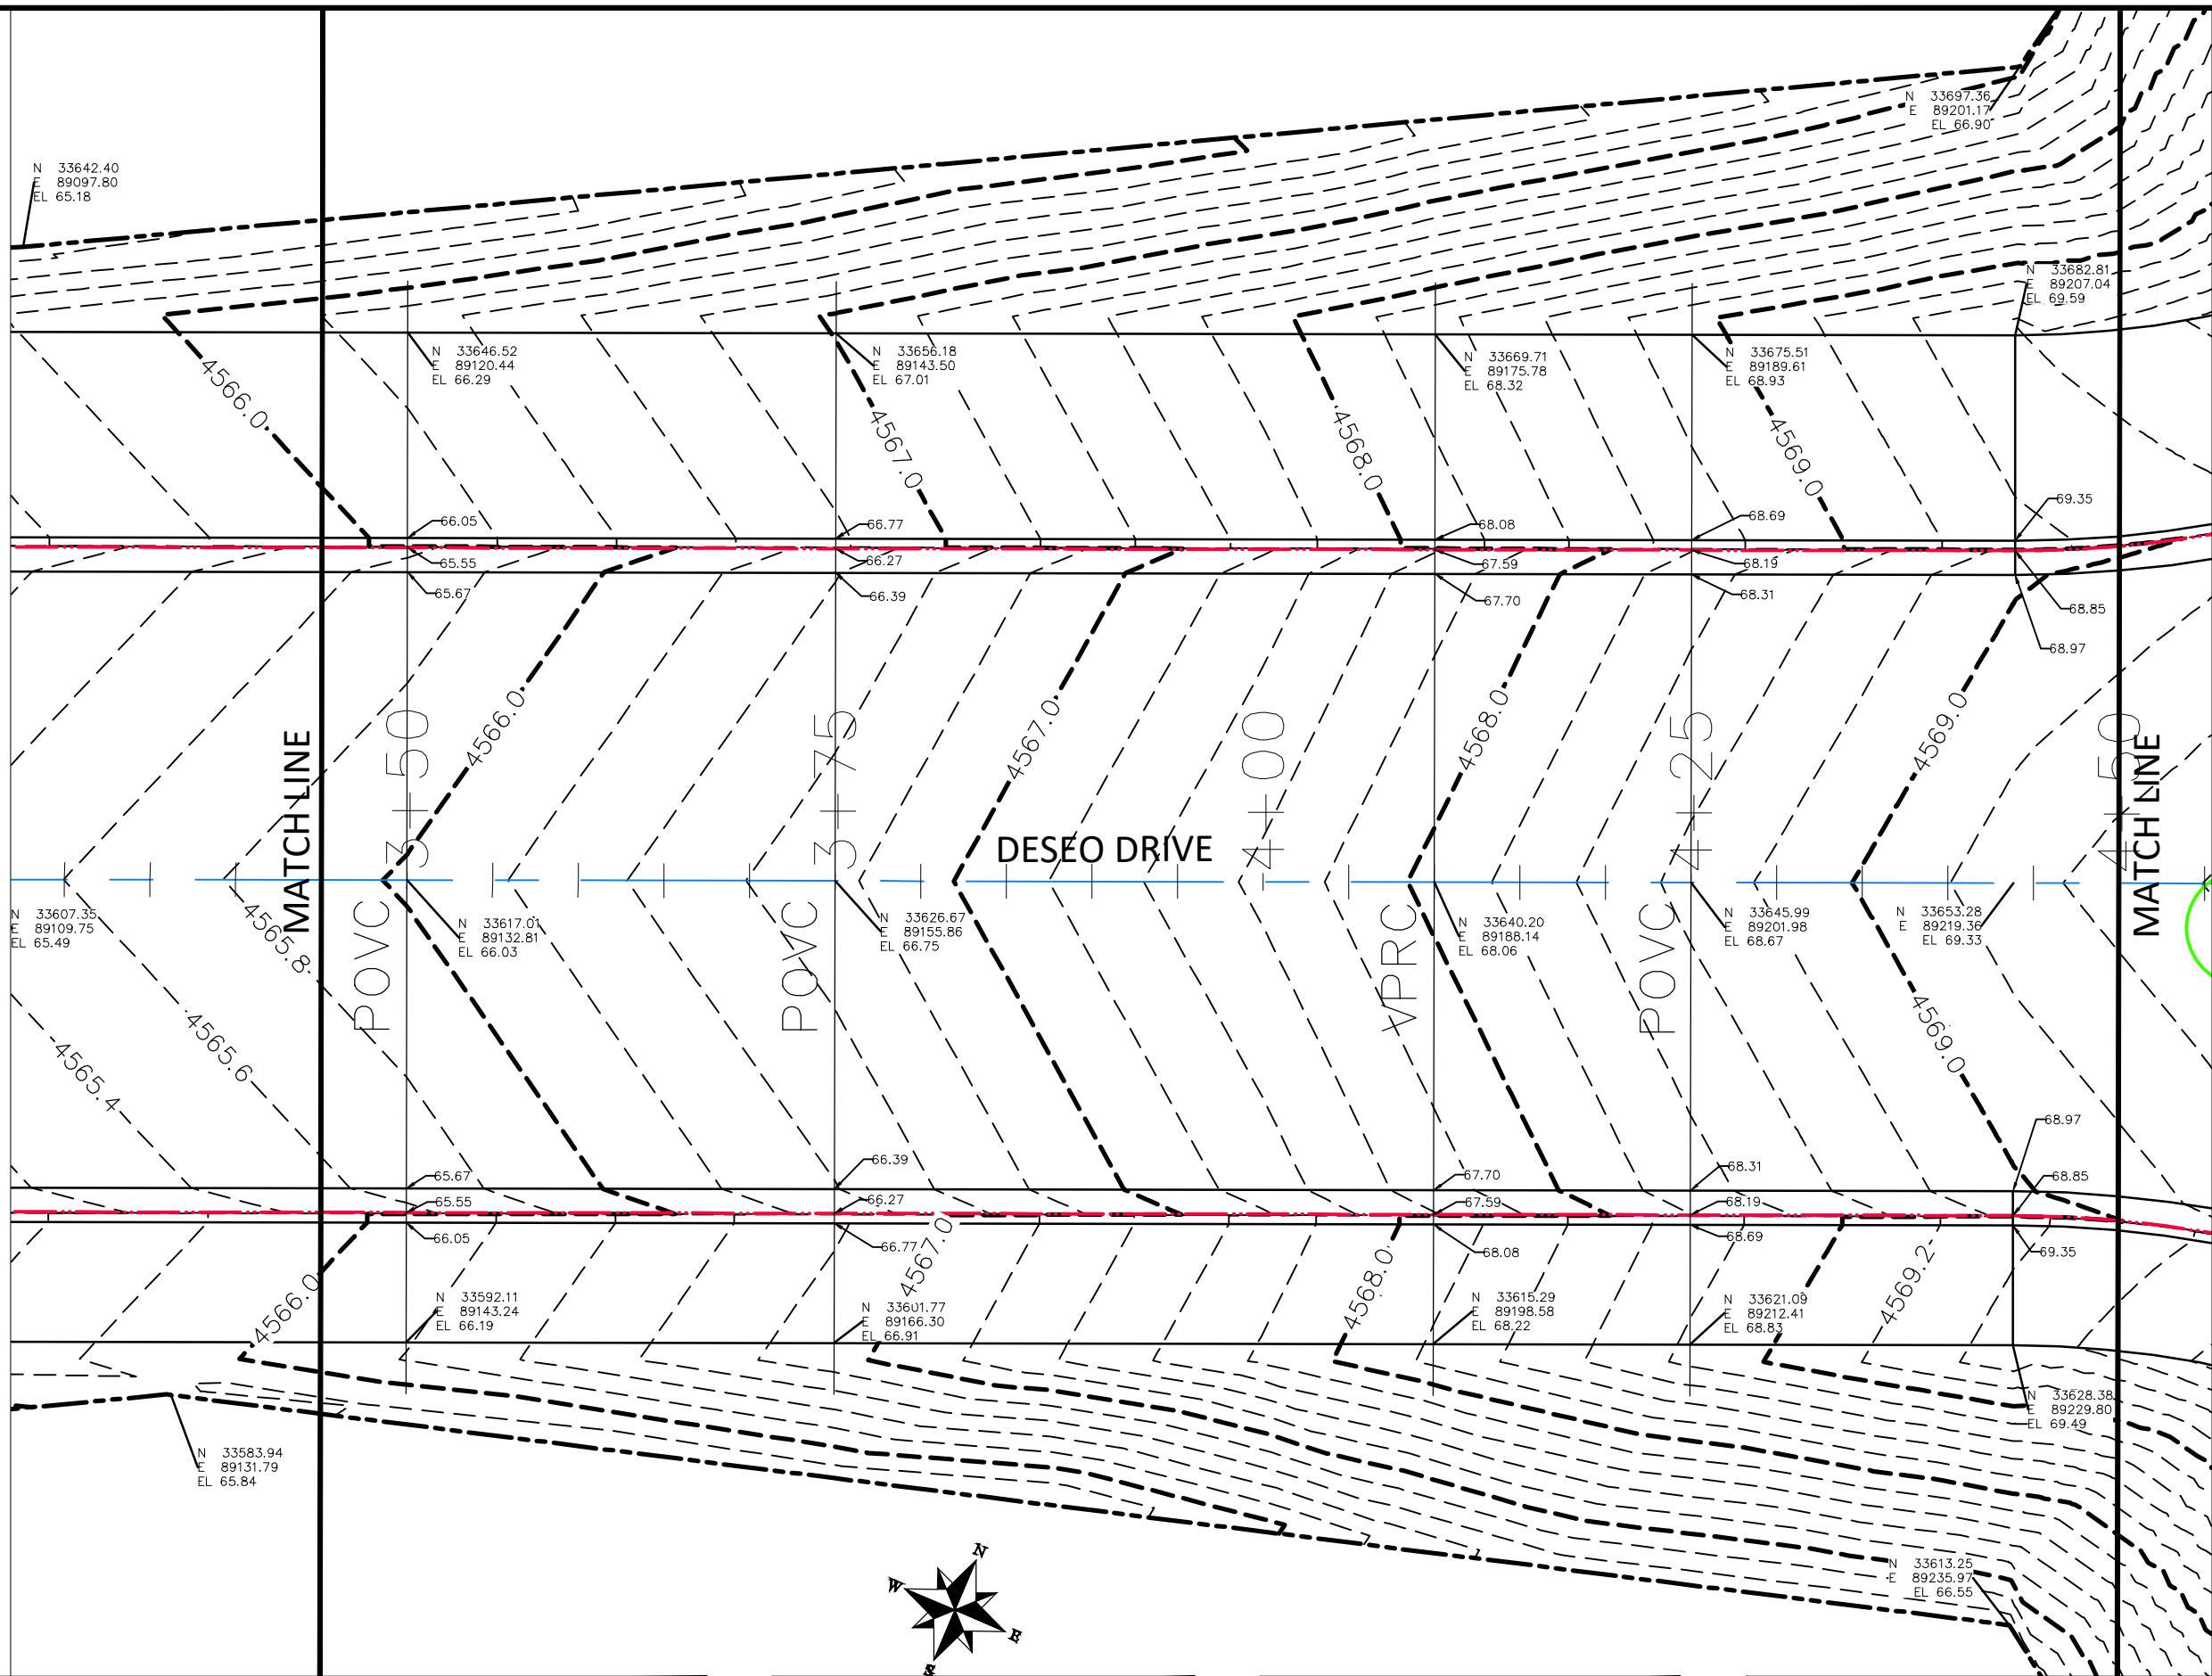 N 33697.36
E 89201.17
EL 66.90
N 33642.40
E 89097.80
EL 65.18
N 33682.81
E 89207.04
EL 69.59
N 33646.52
E 89120.44
EL 66.29
N 33656.18
E 89143.50
EL 67.01
N 33669.71
E 89175.78
EL 68.32
N 33675.51
E 89189.61
EL 68.93
4566.0
4567.0
4568.0
4569.0
66.05
66.77
68.08
68.69
69.35
65.55
66.27
67.59
68.19
68.85
65.67
66.39
67.70
68.31
68.97
4566.0
4567.0
4568.0
4569.0
MATCH LINE
3+50
3+75
4+00
4+25
4+50
MATCH LINE
DESEO DRIVE
N 33607.35
E 89109.75
EL 65.49
4565.8
POVC
N 33617.01
E 89132.81
EL 66.03
POVC
N 33626.67
E 89155.86
EL 66.75
VPRC
N 33640.20
E 89188.14
EL 68.06
POVC
N 33645.99
E 89201.98
EL 68.67
N 33653.28
E 89219.36
EL 69.33
4565.4
4565.6
4569.0
65.67
66.39
67.70
68.31
68.97
65.55
66.27
67.59
68.19
68.85
66.05
66.77
68.08
68.69
69.35
4566.0
4567.0
4568.0
4569.2
N 33592.11
E 89143.24
EL 66.19
N 33601.77
E 89166.30
EL 66.91
N 33615.29
E 89198.58
EL 68.22
N 33621.09
E 89212.41
EL 68.83
N 33628.38
E 89229.80
EL 69.49
N 33583.94
E 89131.79
EL 65.84
N 33613.25
E 89235.97
EL 66.55
N
W
E
S